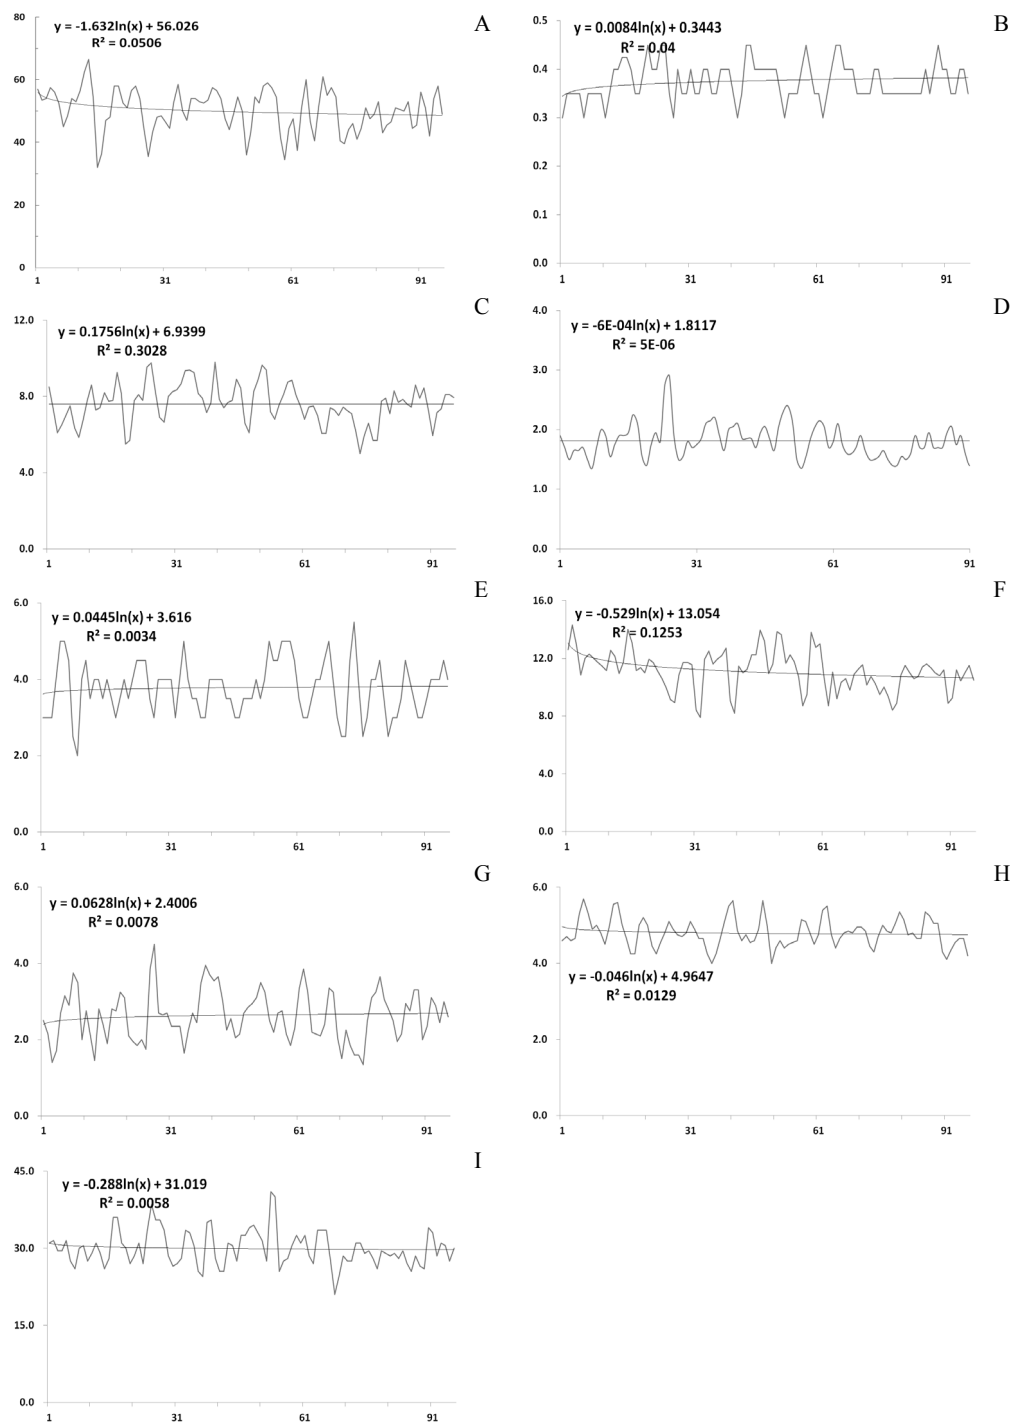 A
y = -1.632ln(x) + 56.026
R² = 0.0506
80
60
40
20
0
1 31 61 91
B
y = 0.0084ln(x) + 0.3443
R² = 0.04
0.5
0.4
0.3
0.2
0.1
0.0
1 31 61 91
C
y = 0.1756ln(x) + 6.9399
R² = 0.3028
12.0
8.0
4.0
0.0
1 31 61 91
D
y = -6E-04ln(x) + 1.8117
R² = 5E-06
4.0
3.0
2.0
1.0
0.0
1 31 61 91
E
y = 0.0445ln(x) + 3.616
R² = 0.0034
6.0
4.0
2.0
0.0
1 31 61 91
F
y = -0.529ln(x) + 13.054
R² = 0.1253
16.0
12.0
8.0
4.0
0.0
1 31 61 91
G
y = 0.0628ln(x) + 2.4006
R² = 0.0078
6.0
4.0
2.0
0.0
1 31 61 91
H
y = -0.046ln(x) + 4.9647
R² = 0.0129
6.0
4.0
2.0
0.0
1 31 61 91
I
y = -0.288ln(x) + 31.019
R² = 0.0058
45.0
30.0
15.0
0.0
1 31 61 91